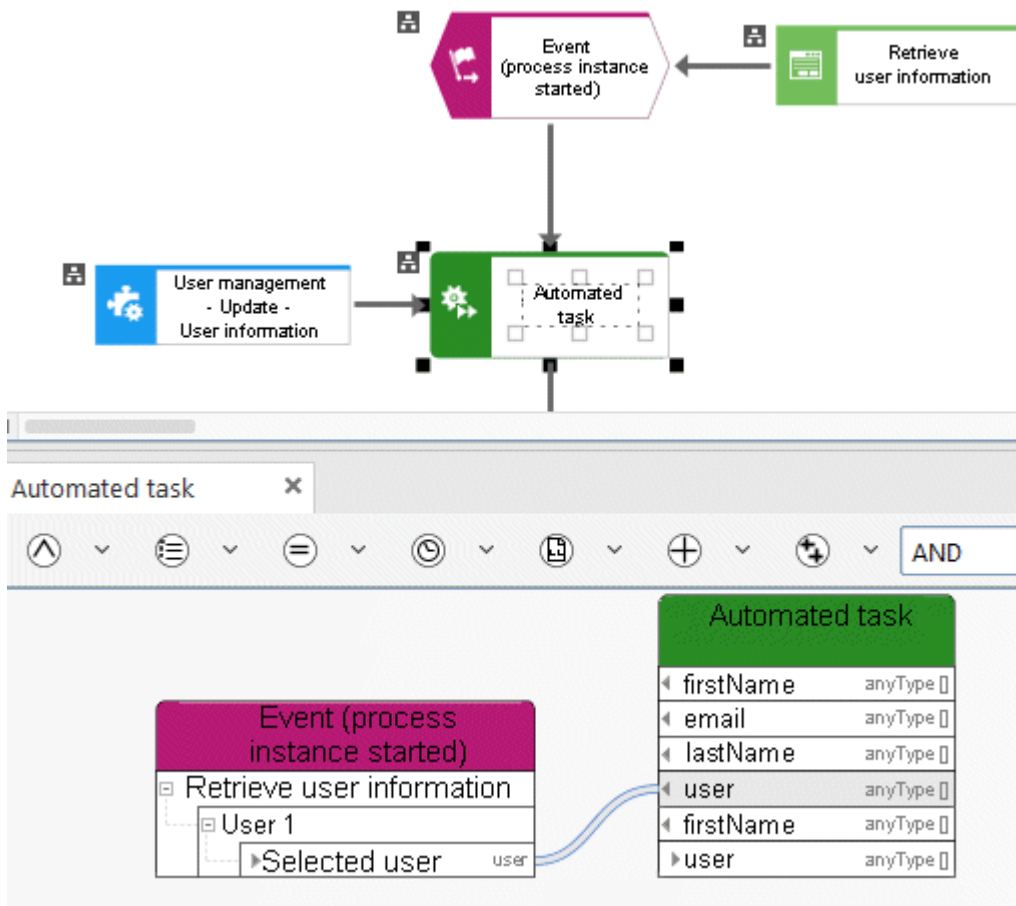 Event
(process instance
started)
Retrieve
user information
User management
- Update -
User information
Automated
task
Automated task
AND
Automated task
firstName anyType []
email anyType []
lastName anyType []
user anyType []
firstName anyType []
user anyType []
Event (process
instance started)
Retrieve user information
User 1
Selected user user